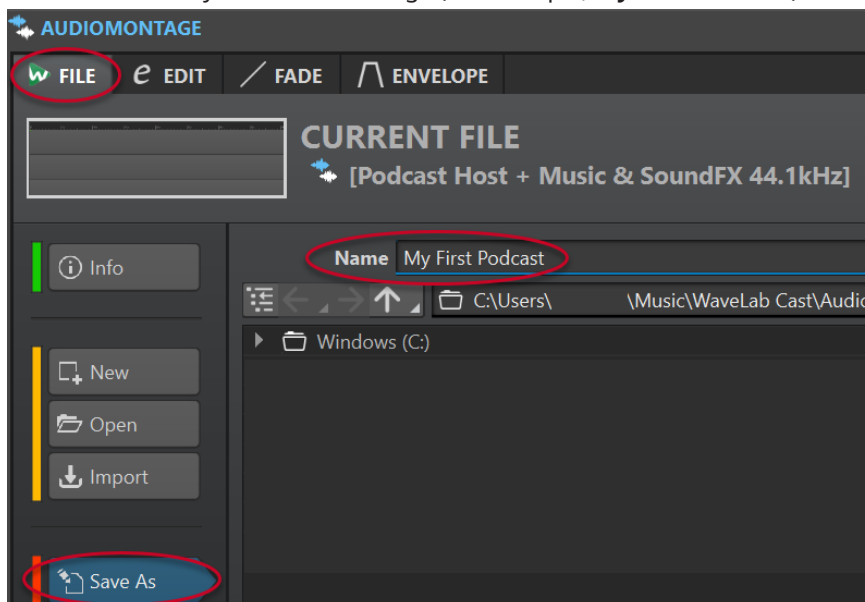 AUDIOMONTAGE
FILE EDIT FADE ENVELOPE
CURRENT FILE
[Podcast Host + Music & SoundFX 44.1kHz]
Info
Name My First Podcast
C:\Users\ \Music\WaveLab Cast\Audio
Windows (C:)
New
Open
Import
Save As